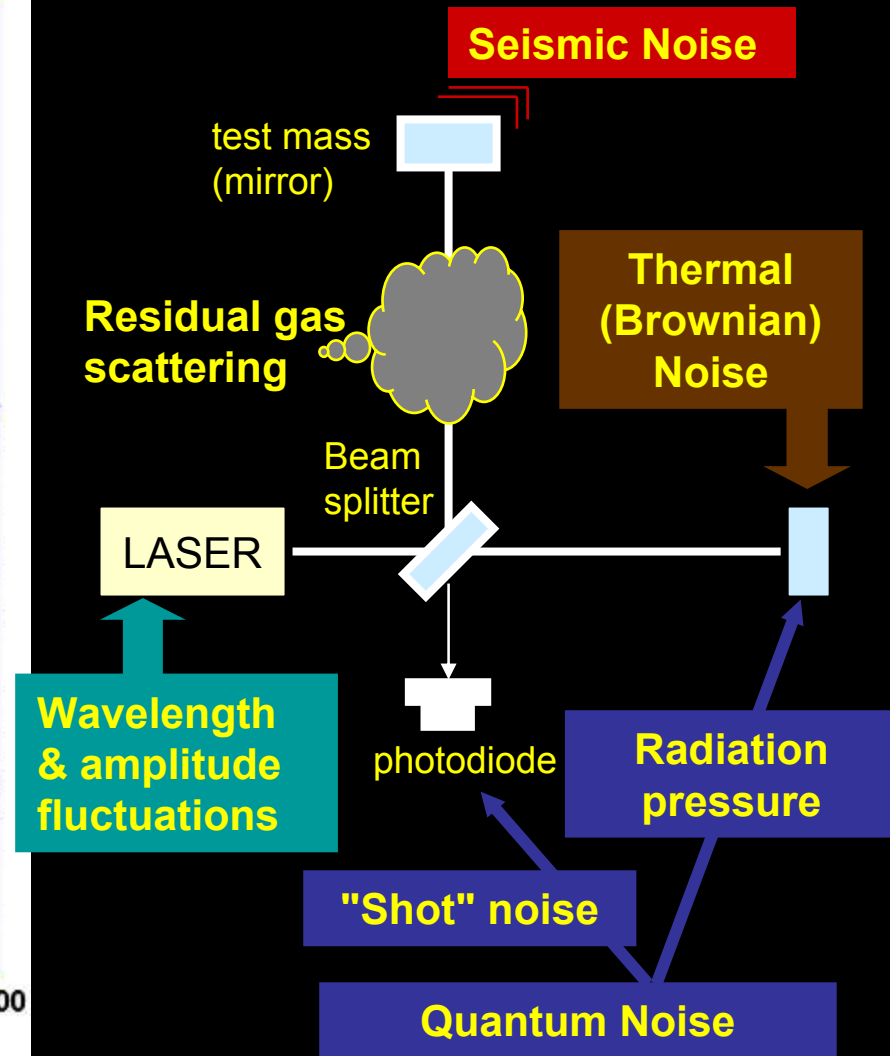 Seismic Noise
test mass
(mirror)
Thermal
(Brownian)
Noise
Residual gas
scattering
Beam
splitter
LASER
Wavelength
& amplitude
fluctuations
photodiode
Radiation
pressure
"Shot" noise
00
Quantum Noise